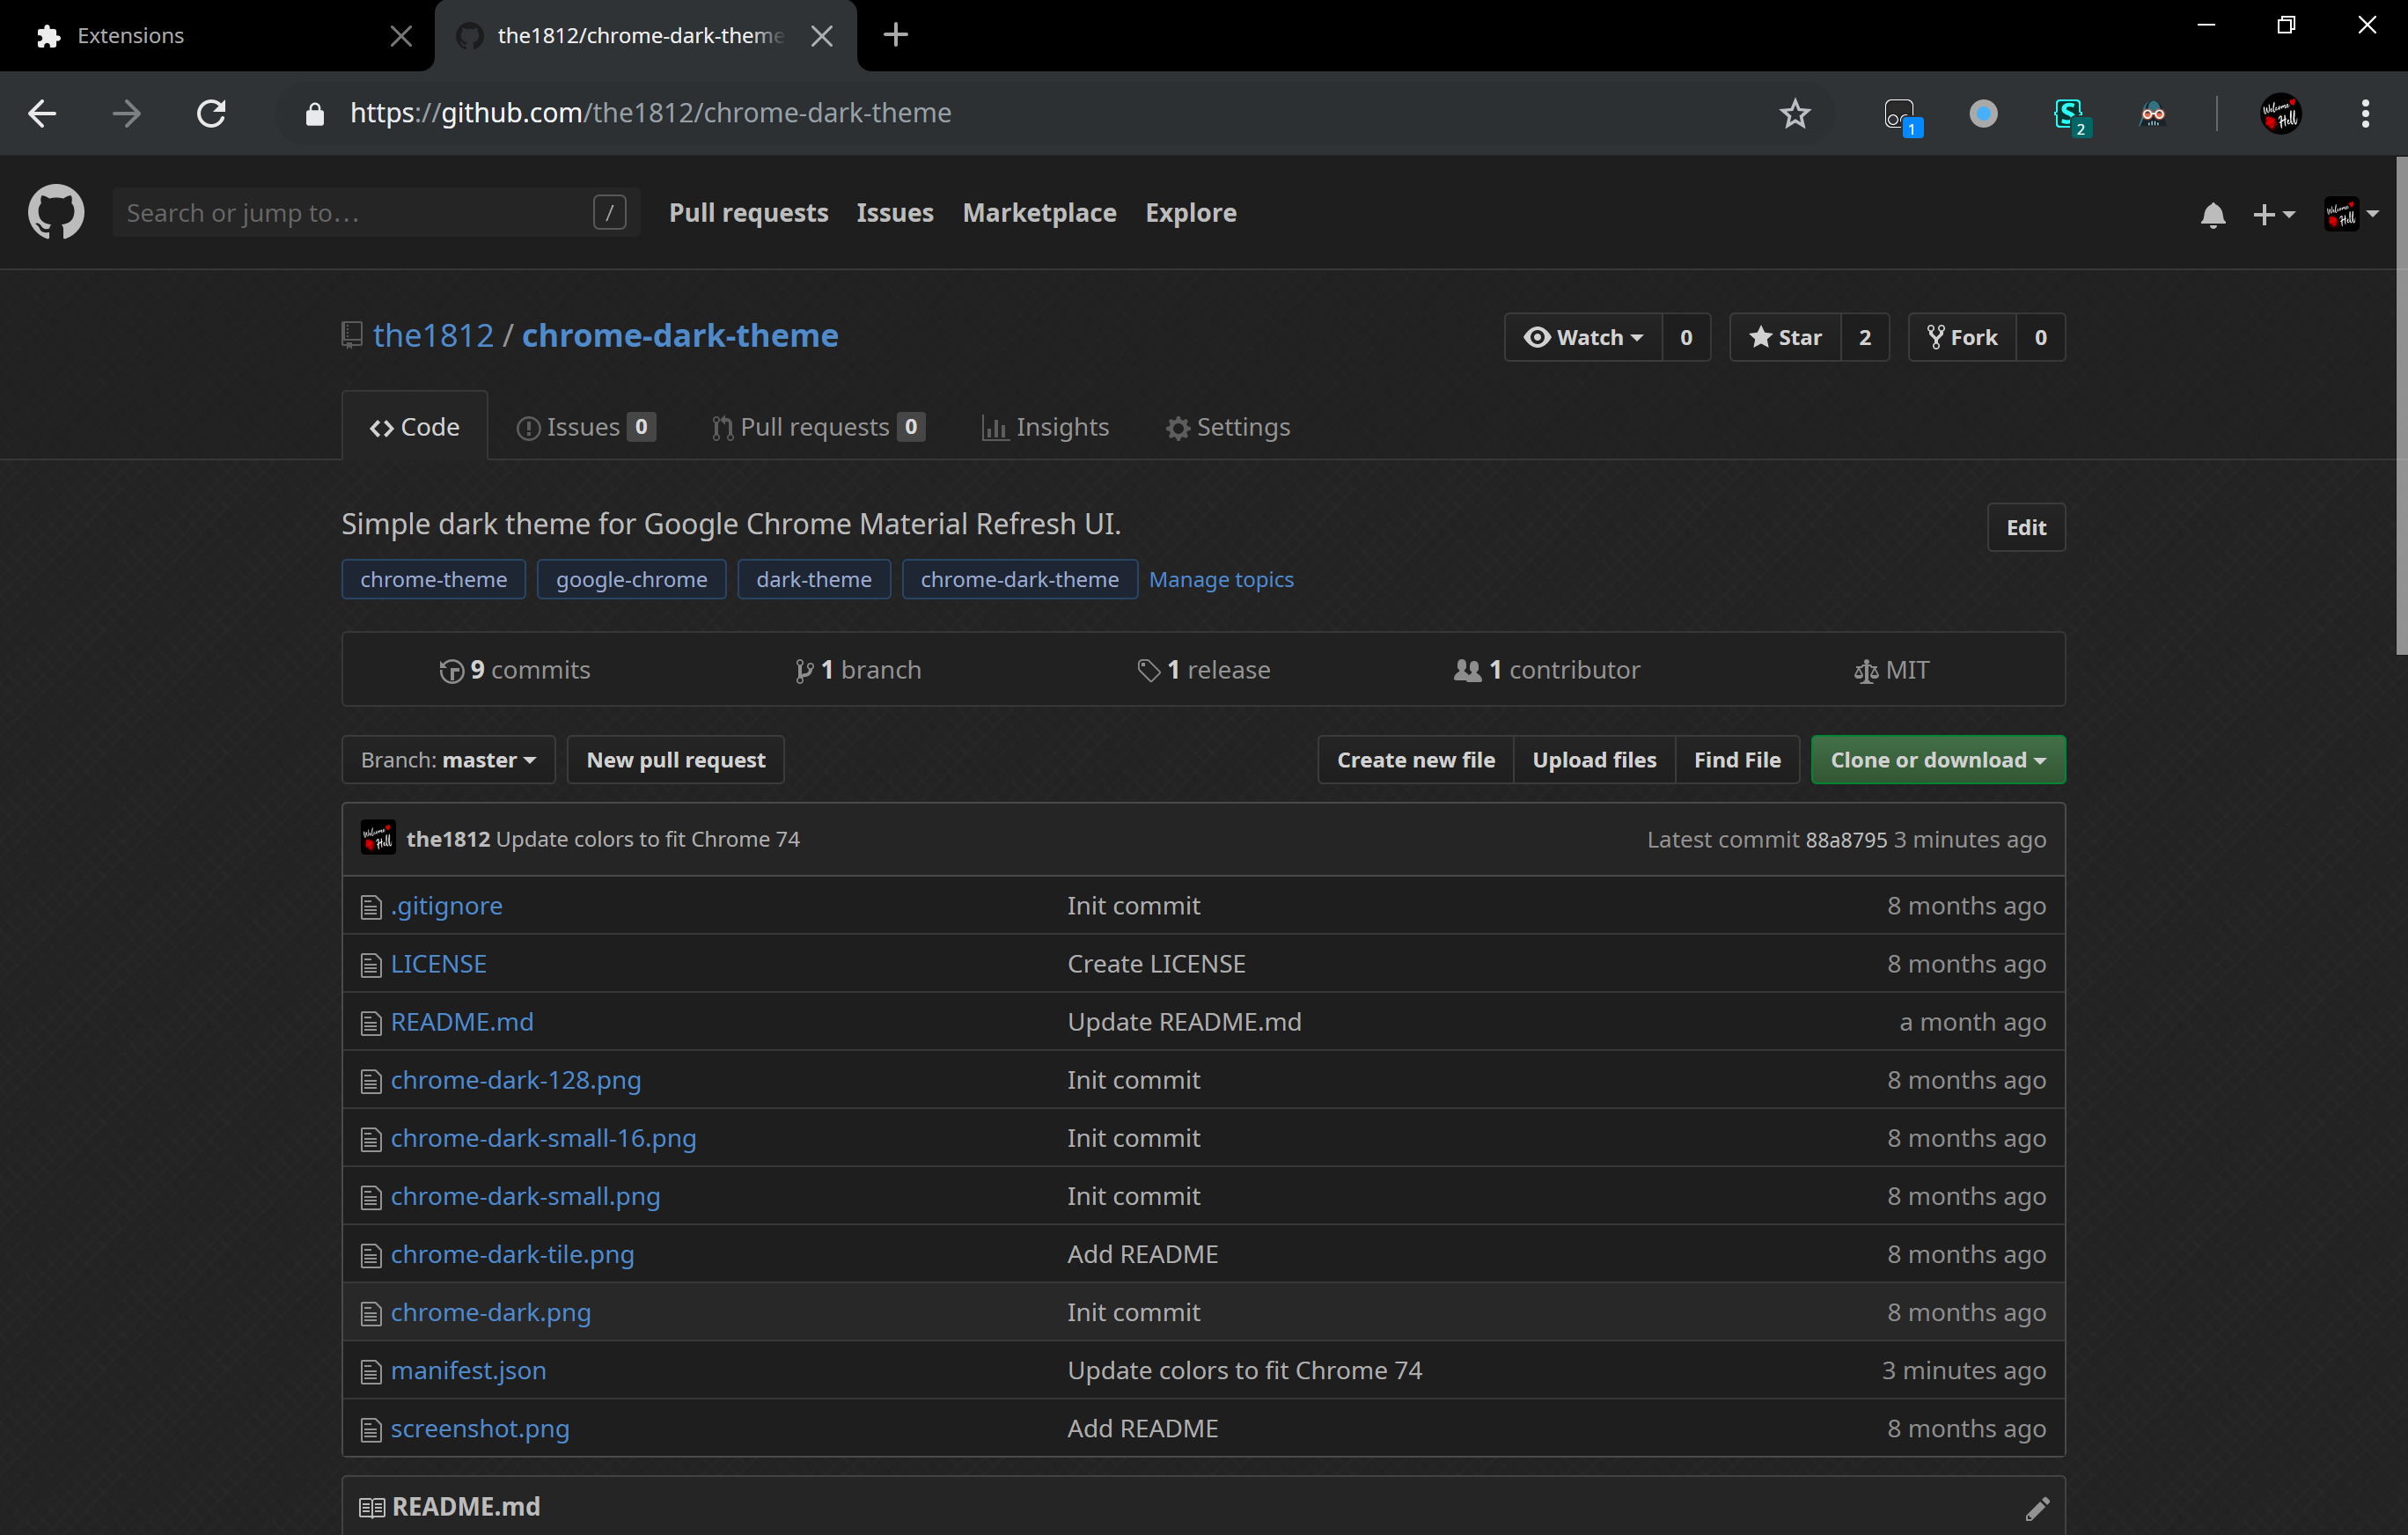 Extensions
the1812/chrome-dark-theme
https://github.com/the1812/chrome-dark-theme
1
2
Welcome Hell
Search or jump to…
/
Pull requests
Issues
Marketplace
Explore
Welcome Hell
the1812 / chrome-dark-theme
Watch 0
Star 2
Fork 0
Code
Issues 0
Pull requests 0
Insights
Settings
Simple dark theme for Google Chrome Material Refresh UI.
Edit
chrome-theme google-chrome dark-theme chrome-dark-theme Manage topics
9 commits 1 branch 1 release 1 contributor MIT
Branch: master New pull request Create new file Upload files Find File Clone or download
Welcome Hell the1812 Update colors to fit Chrome 74 Latest commit 88a8795 3 minutes ago
.gitignore Init commit 8 months ago
LICENSE Create LICENSE 8 months ago
README.md Update README.md a month ago
chrome-dark-128.png Init commit 8 months ago
chrome-dark-small-16.png Init commit 8 months ago
chrome-dark-small.png Init commit 8 months ago
chrome-dark-tile.png Add README 8 months ago
chrome-dark.png Init commit 8 months ago
manifest.json Update colors to fit Chrome 74 3 minutes ago
screenshot.png Add README 8 months ago
README.md